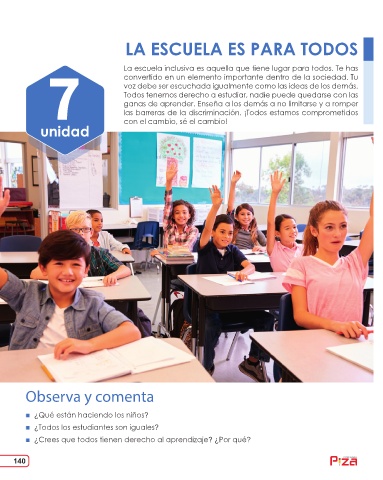 LA ESCUELA ES PARA TODOS
La escuela inclusiva es aquella que tiene lugar para todos. Te has
convertido en un elemento importante dentro de la sociedad. Tu
voz debe ser escuchada igualmente como las ideas de los demás.
Todos tenemos derecho a estudiar, nadie puede quedarse con las
ganas de aprender. Enseña a los demás a no limitarse y a romper
las barreras de la discriminación. ¡Todos estamos comprometidos
con el cambio, sé el cambio!
7
unidad
Observa y comenta
¿Qué están haciendo los niños?
¿Todos los estudiantes son iguales?
¿Crees que todos tienen derecho al aprendizaje? ¿Por qué?
140